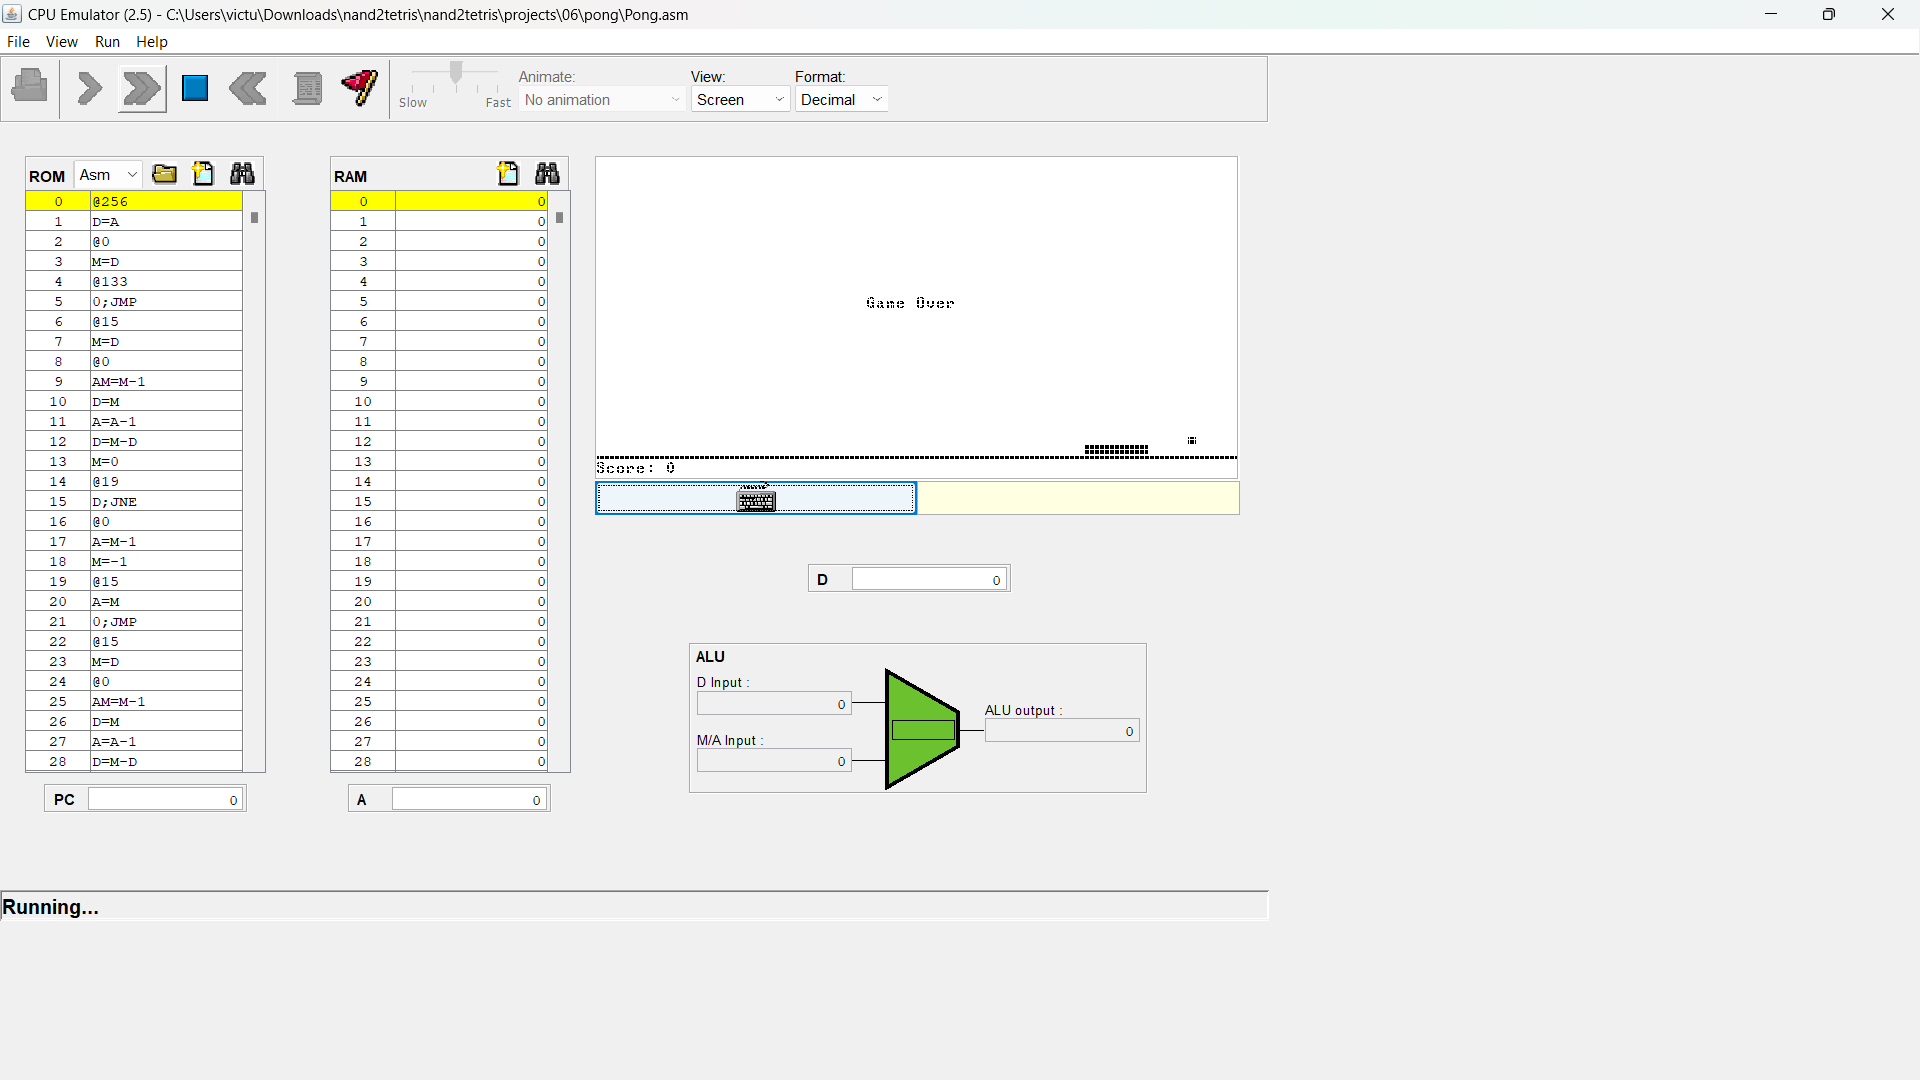 CPU Emulator (2.5) - C:\Users\victu\Downloads\nand2tetris\nand2tetris\projects\06\pong\Pong.asm
File View Run Help
Slow Fast
Animate:
No animation
View:
Screen
Format:
Decimal
ROM Asm
0 @256
1 D=A
2 @0
3 M=D
4 @133
5 0;JMP
6 @15
7 M=D
8 @0
9 AM=M-1
10 D=M
11 A=A-1
12 D=M-D
13 M=0
14 @19
15 D;JNE
16 @0
17 A=M-1
18 M=-1
19 @15
20 A=M
21 0;JMP
22 @15
23 M=D
24 @0
25 AM=M-1
26 D=M
27 A=A-1
28 D=M-D
PC 0
RAM
0 0
1 0
2 0
3 0
4 0
5 0
6 0
7 0
8 0
9 0
10 0
11 0
12 0
13 0
14 0
15 0
16 0
17 0
18 0
19 0
20 0
21 0
22 0
23 0
24 0
25 0
26 0
27 0
28 0
A 0
Game Over
Score: 0
D 0
ALU
D Input :
0
M/A Input :
0
ALU output :
0
Running...